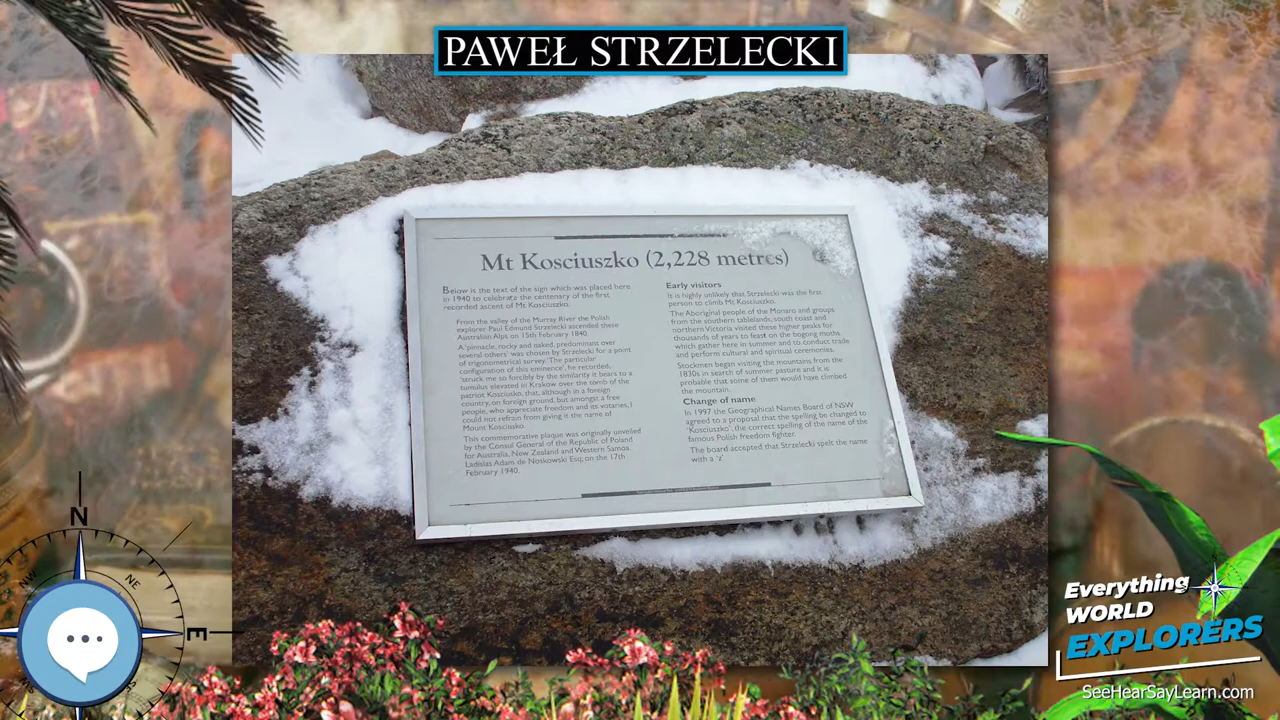 PAWEŁ STRZELECKI
Mt Kosciuszko (2,228 metres)
Below is the text of the sign which was placed here
in 1940 to celebrate the centenary of the first
recorded ascent of Mt Kosciuszko.
From the valley of the Murray River the Polish
explorer Paul Edmund Strzelecki ascended these
Australian Alps on 15th February 1840.
A 'pinnacle, rocky and naked, predominant over
several others' was chosen by Strzelecki for a point
of trigonometrical survey. 'The particular
configuration of this eminence', he recorded,
'struck me so forcibly by the similarity it bears to a
tumulus elevated in Krakow over the tomb of the
patriot Kosciusko, that, although in a foreign
country, on foreign ground, but amongst a free
people, who appreciate freedom and its votaries, I
could not refrain from giving it the name of
Mount Kosciusko.
This commemorative plaque was originally unveiled
by the Consul General of the Republic of Poland
for Australia, New Zealand and Western Samoa,
Ladislas Adam de Noskowski Esq; on the 17th
February 1940.
Early visitors
It is highly unlikely that Strzelecki was the first
person to climb Mt Kosciuszko.
The Aboriginal people of the Monaro and groups
from the southern tablelands, south coast and
northern Victoria visited these higher peaks for
thousands of years to feast on the bogong moths
which gather here in summer and to conduct trade
and perform cultural and spiritual ceremonies.
Stockmen began visiting the mountains from the
1830s in search of summer pasture and it is
probable that some of them would have climbed
the mountain.
Change of name
In 1997 the Geographical Names Board of NSW
agreed to a proposal that the spelling be changed to
'Kosciuszko', the correct spelling of the name of the
famous Polish freedom fighter.
The board accepted that Strzelecki spelt the name
with a 'z'
N
NW
NE
E
Everything
WORLD
EXPLORERS
SeeHearSayLearn.com